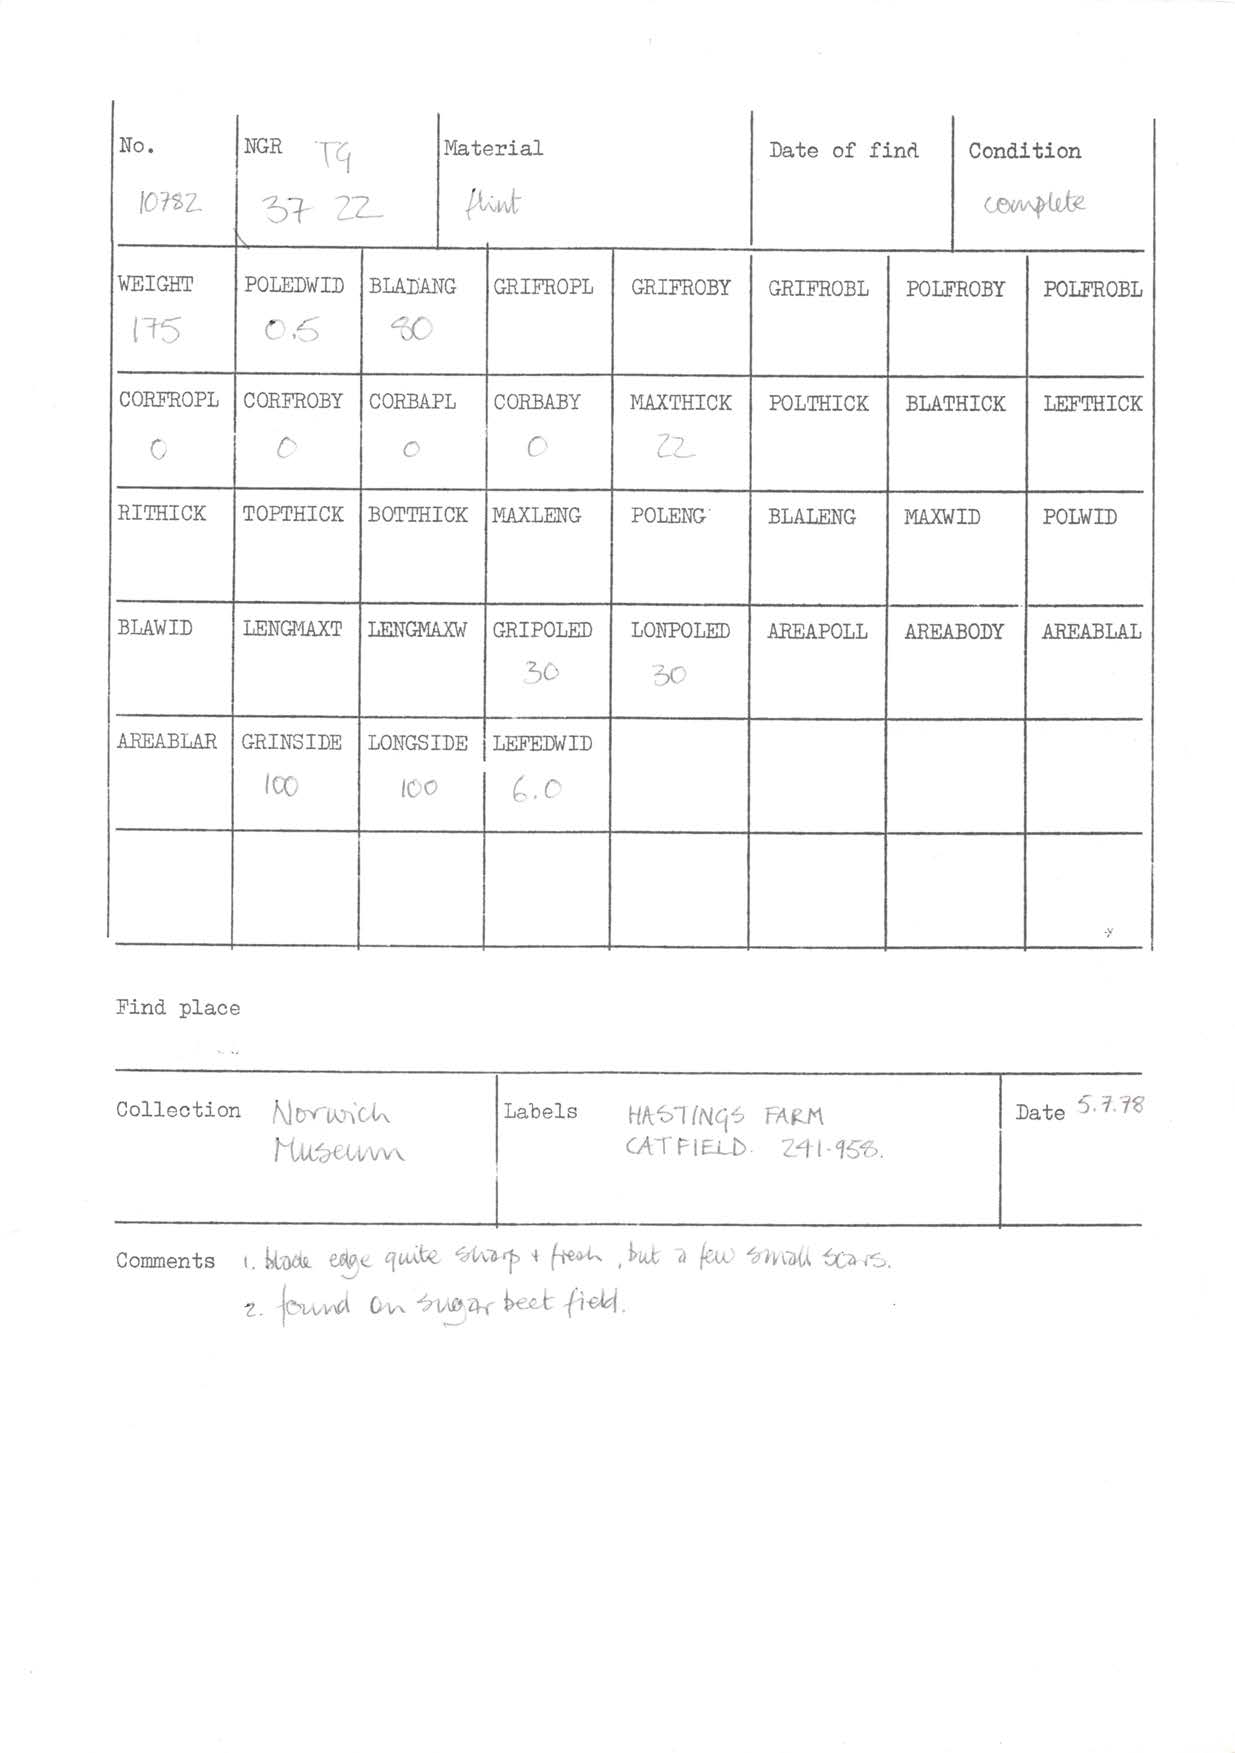 No. NGR TG Material Date of find Condition
10782 37 22 flint complete
WEIGHT POLEDWID BLADANG GRIFROPL GRIFROBY GRIFROBL POLFROBY POLFROBL
175 0.5 80
CORFROPL CORFROBY CORBAPL CORBABY MAXTHICK POLTHICK BLATHICK LEFTHICK
0 0 0 0 22
RITHICK TOPTHICK BOTTHICK MAXLENG POLENG BLALENG MAXWID POLWID
BLAWID LENGMAXT LENGMAXW GRIPOLED LONPOLED AREAPOLL AREABODY AREABLAL
30 30
AREABLAR GRINSIDE LONGSIDE LEFEDWID
100 100 6.0
Find place
Collection Norwich Labels HASTINGS FARM Date 5.7.78
Museum CATFIELD. 241.958.
Comments 1. blade edge quite sharp + fresh, but a few small scars.
2. found on sugar beet field.